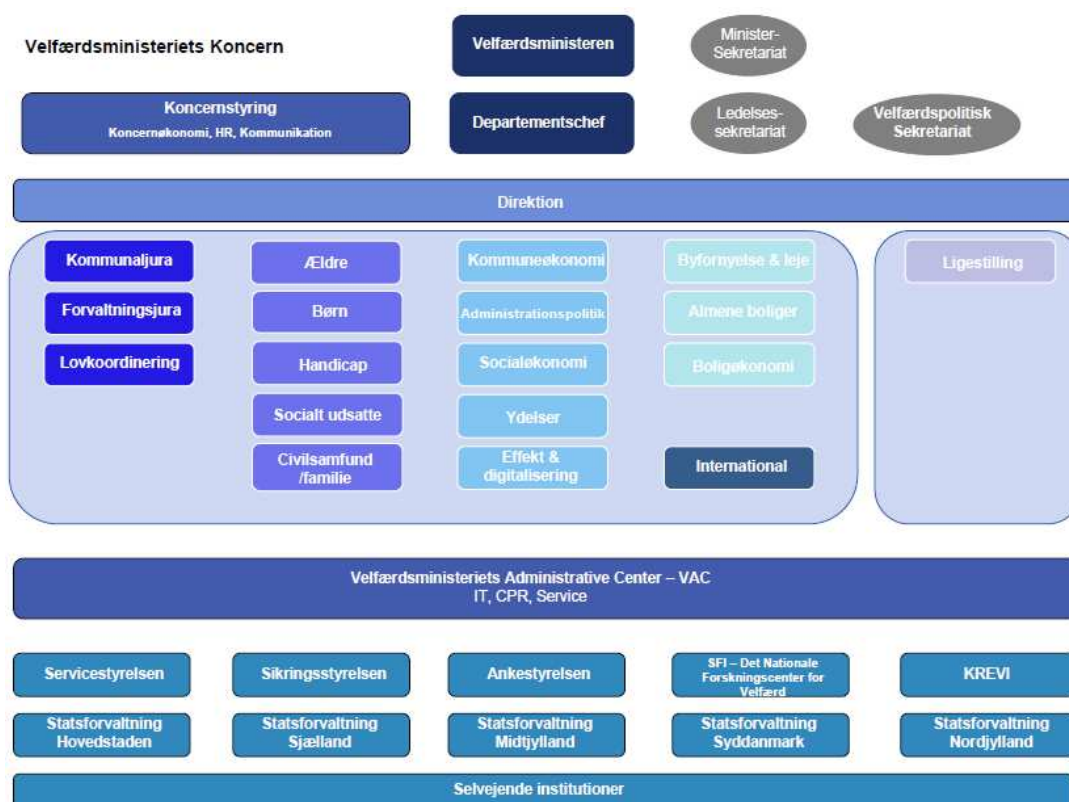 Velfærdsministeriets Koncern
Velfærdsministeren
Minister-
Sekretariat
Koncernstyring
Koncernøkonomi, HR, Kommunikation
Departementschef
Ledelses-
sekretariat
Velfærdspolitisk
Sekretariat
Direktion
Kommunaljura
Ældre
Kommuneøkonomi
Byfornyelse & leje
Ligestilling
Forvaltningsjura
Børn
Administrationspolitik
Almene boliger
Lovkoordinering
Handicap
Socialøkonomi
Boligøkonomi
Socialt udsatte
Ydelser
Civilsamfund
/familie
Effekt &
digitalisering
International
Velfærdsministeriets Administrative Center – VAC
IT, CPR, Service
Servicestyrelsen
Sikringsstyrelsen
Ankestyrelsen
SFI – Det Nationale
Forskningscenter for
Velfærd
KREVI
Statsforvaltning
Hovedstaden
Statsforvaltning
Sjælland
Statsforvaltning
Midtjylland
Statsforvaltning
Syddanmark
Statsforvaltning
Nordjylland
Selvejende institutioner